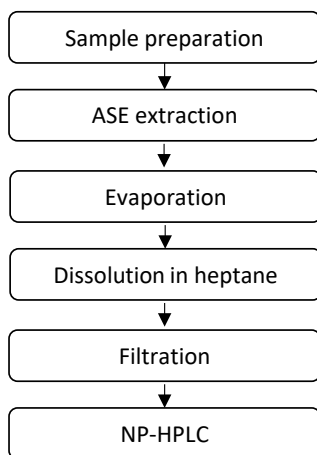 Sample preparation
ASE extraction
Evaporation
Dissolution in heptane
Filtration
NP-HPLC